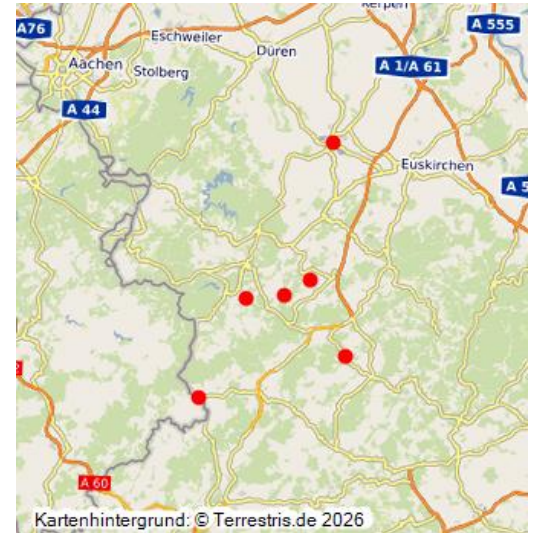 Kerpen
A 555
A76
Eschweiler
Düren
A 1/A 61
Aachen
Stolberg
A 44
Euskirchen
A 5
A 60
Kartenhintergrund: © Terrestris.de 2026